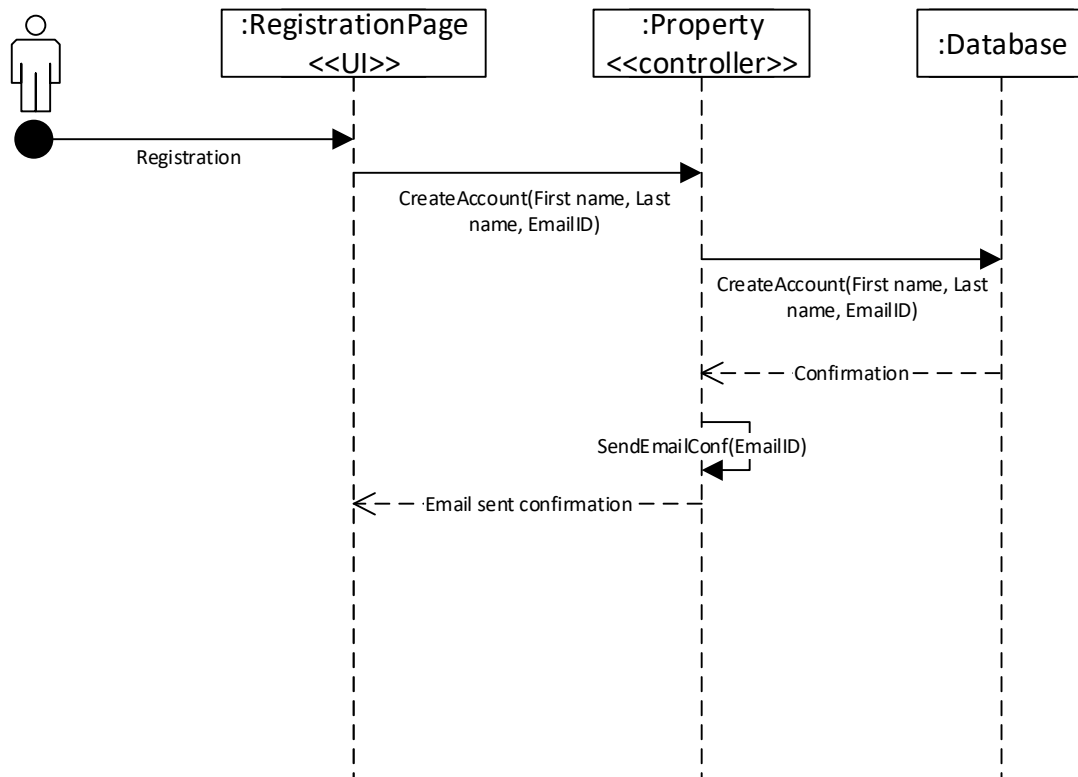 :RegistrationPage
<<UI>>
:Property
<<controller>>
:Database
Registration
CreateAccount(First name, Last
name, EmailID)
CreateAccount(First name, Last
name, EmailID)
Confirmation
SendEmailConf(EmailID)
Email sent confirmation